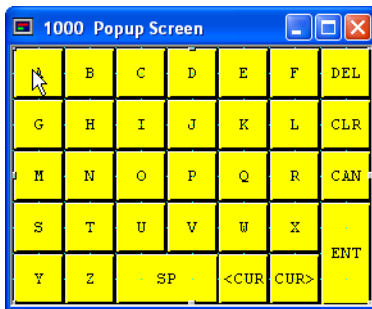 1000 Popup Screen
A B C D E F DEL
G H I J K L CLR
M N O P Q R CAN
S T U V W X
ENT
Y Z SP <CUR CUR>